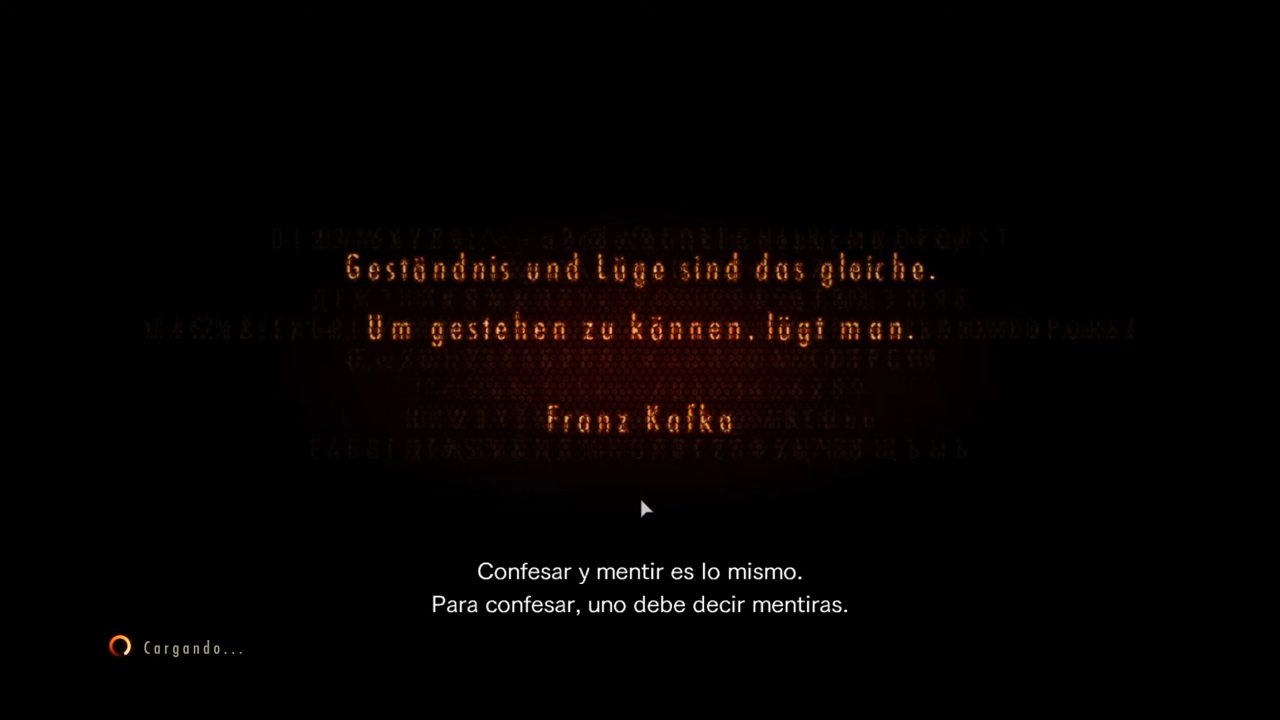 Geständnis und Lüge sind das gleiche.
Um gestehen zu können, lügt man.
Franz Kafka
Confesar y mentir es lo mismo.
Para confesar, uno debe decir mentiras.
Cargando...